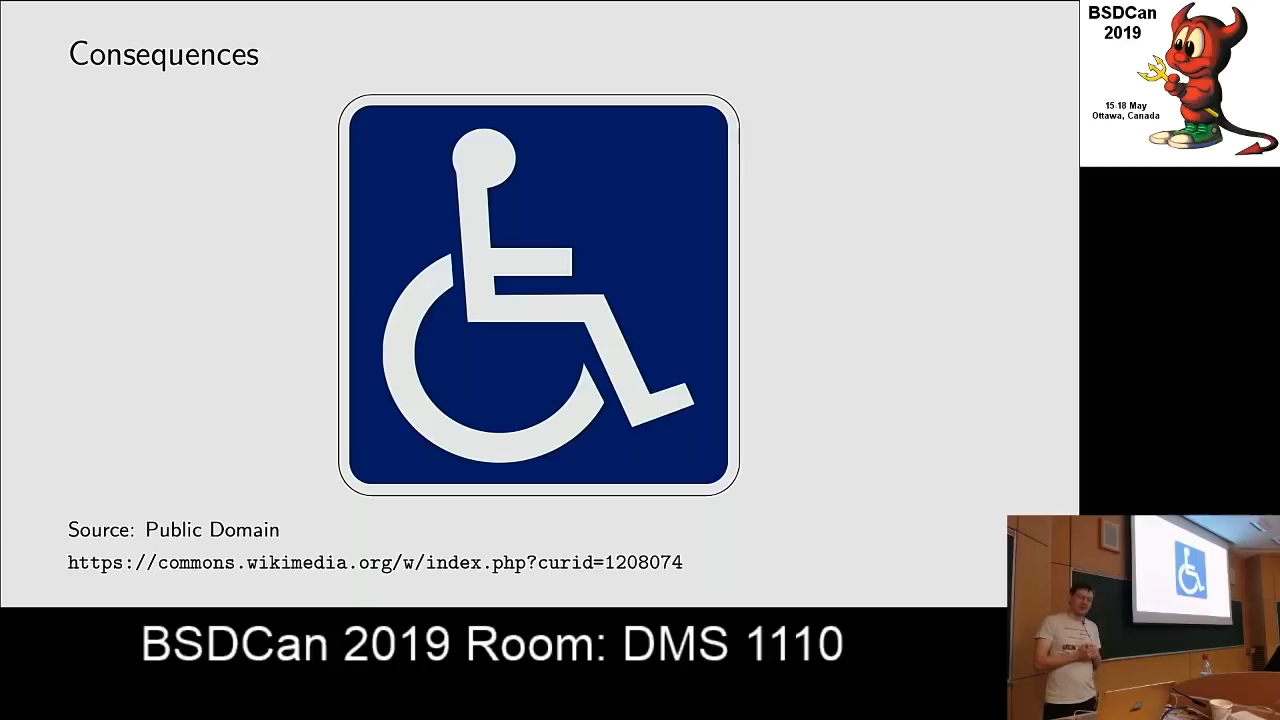 Consequences
Source: Public Domain
https://commons.wikimedia.org/w/index.php?curid=1208074
BSDCan
2019
15-18 May
Ottawa, Canada
BSDCan 2019 Room: DMS 1110